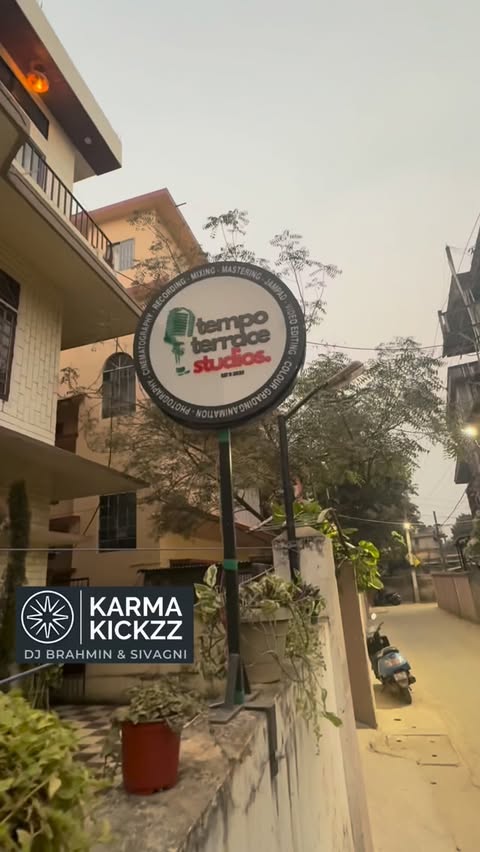 PHOTOGRAPHY · CINEMATOGRAPHY · RECORDING · MIXING · MASTERING · JAMPAD · VIDEO EDITING · COLOUR GRADING · ANIMATION ·
tempo
terrace
studios.
KARMA
KICKZZ
DJ BRAHMIN & SIVAGNI